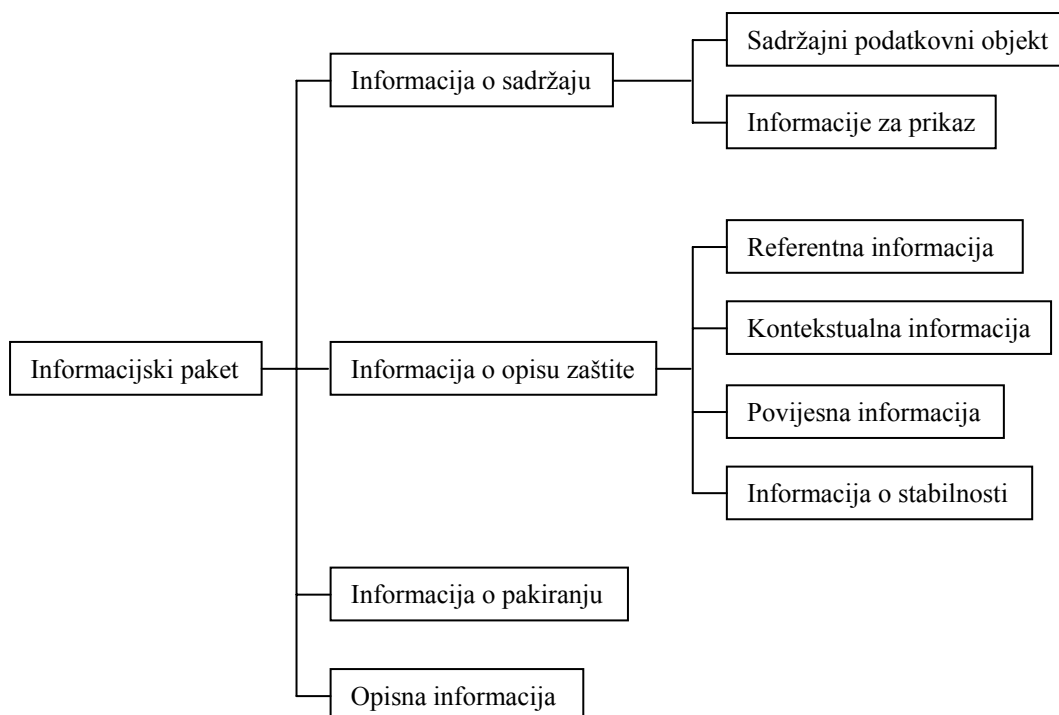 Sadržajni podatkovni objekt
Informacija o sadržaju
Informacije za prikaz
Referentna informacija
Kontekstualna informacija
Informacijski paket
Informacija o opisu zaštite
Povijesna informacija
Informacija o stabilnosti
Informacija o pakiranju
Opisna informacija